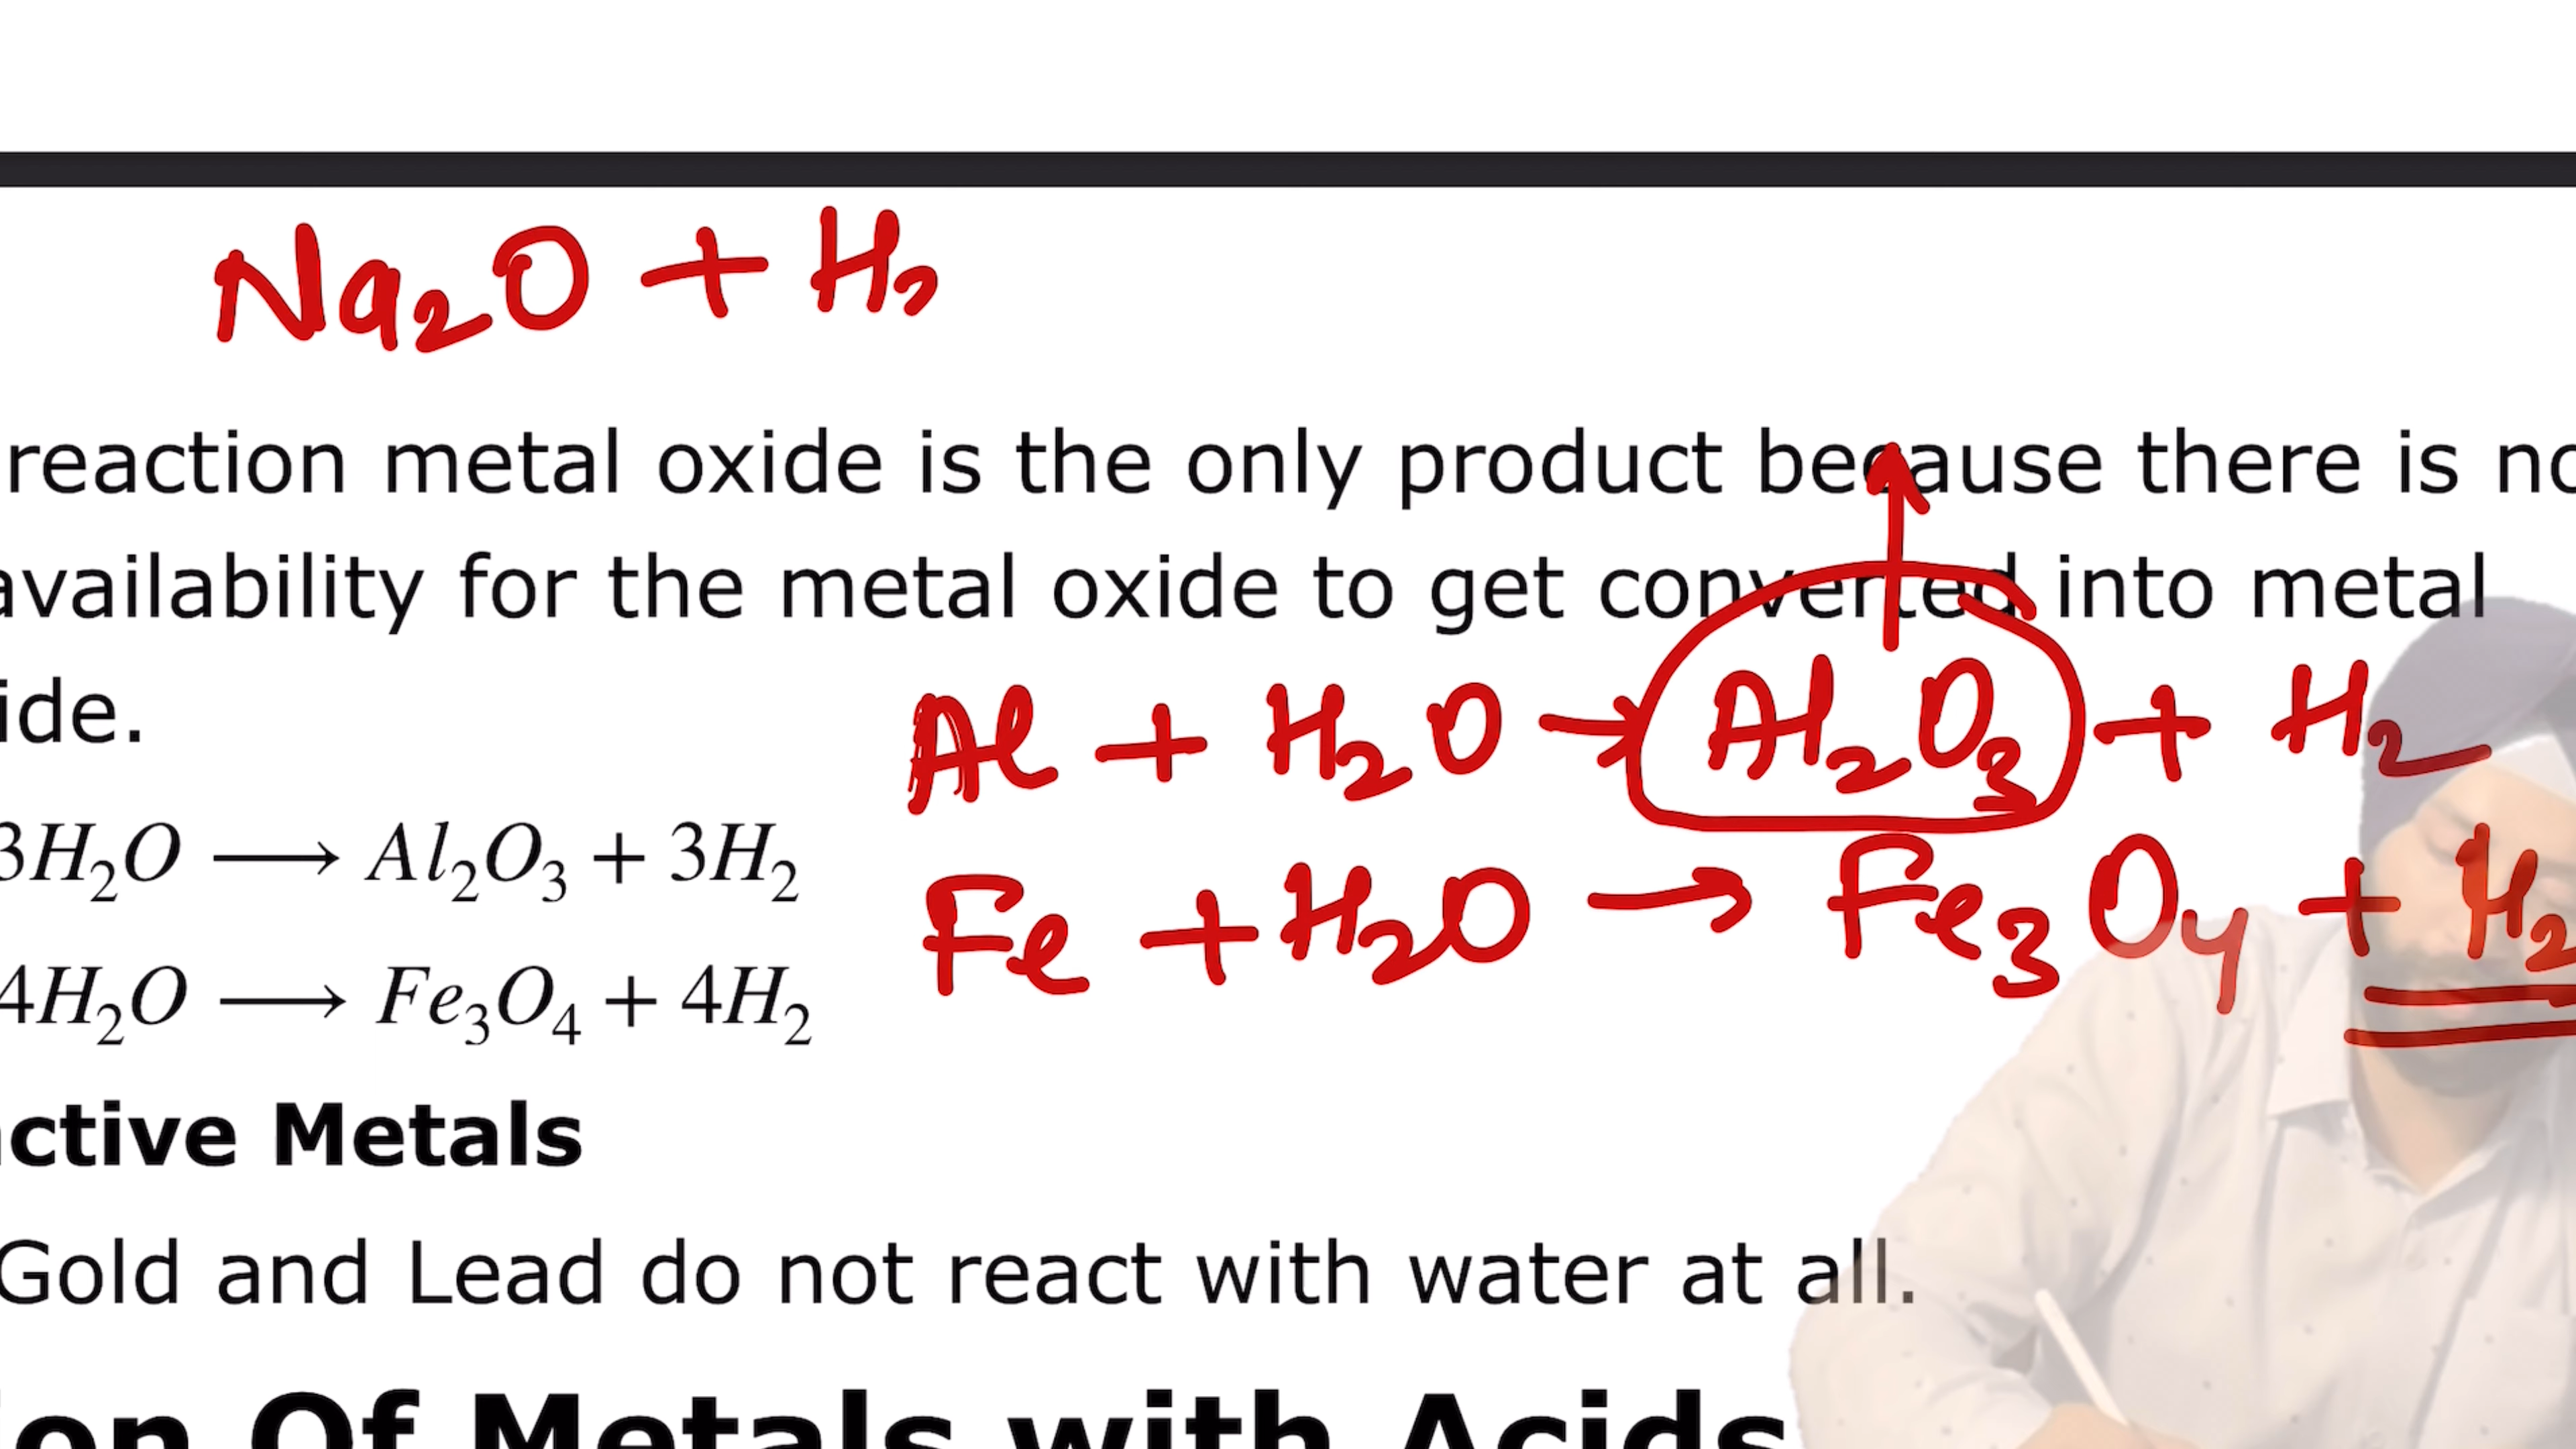 Na₂O + H₂
reaction metal oxide is the only product because there is no
availability for the metal oxide to get converted into metal
ide.
Al + H₂O → Al₂O₃ + H₂
3H₂O ⟶ Al₂O₃ + 3H₂
Fe + H₂O → Fe₃O₄ + H₂
4H₂O ⟶ Fe₃O₄ + 4H₂
active Metals
Gold and Lead do not react with water at all.
ion Of Metals with Acids